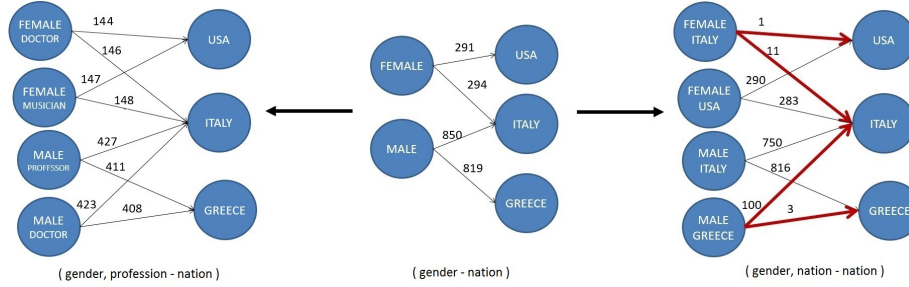 FEMALE
DOCTOR
144
USA
146
FEMALE
MUSICIAN
147
148
ITALY
MALE
PROFFSSOR
427
411
MALE
DOCTOR
423
408
GREECE
( gender, profession - nation )
FEMALE
291
USA
294
ITALY
MALE
850
819
GREECE
( gender - nation )
FEMALE
ITALY
1
USA
11
FEMALE
USA
290
283
ITALY
MALE
ITALY
750
816
MALE
GREECE
100
3
GREECE
( gender, nation - nation )